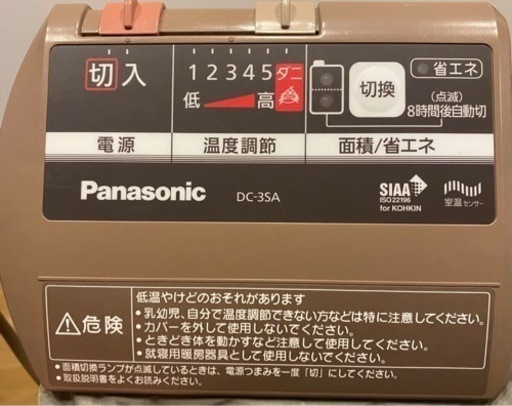 切 入
1 2 3 4 5 ダニ
低 高
切換
省エネ
(点滅)
8時間後自動切
電源
温度調節
面積/省エネ
Panasonic
DC-3SA
SIAA
ISO22196
for KOHKIN
室温センサー
低温やけどのおそれがあります
危険
・乳幼児、自分で温度調節できない方などは特に注意してください。
・カバーを外して使用しないでください。
・ときどき体を動かすなど注意して使用してください。
・就寝用暖房器具として使用しないでください。
・面積切換ランプが点滅しているときは、電源つまみを一度「切」にしてください。
・取扱説明書をよくお読みください。